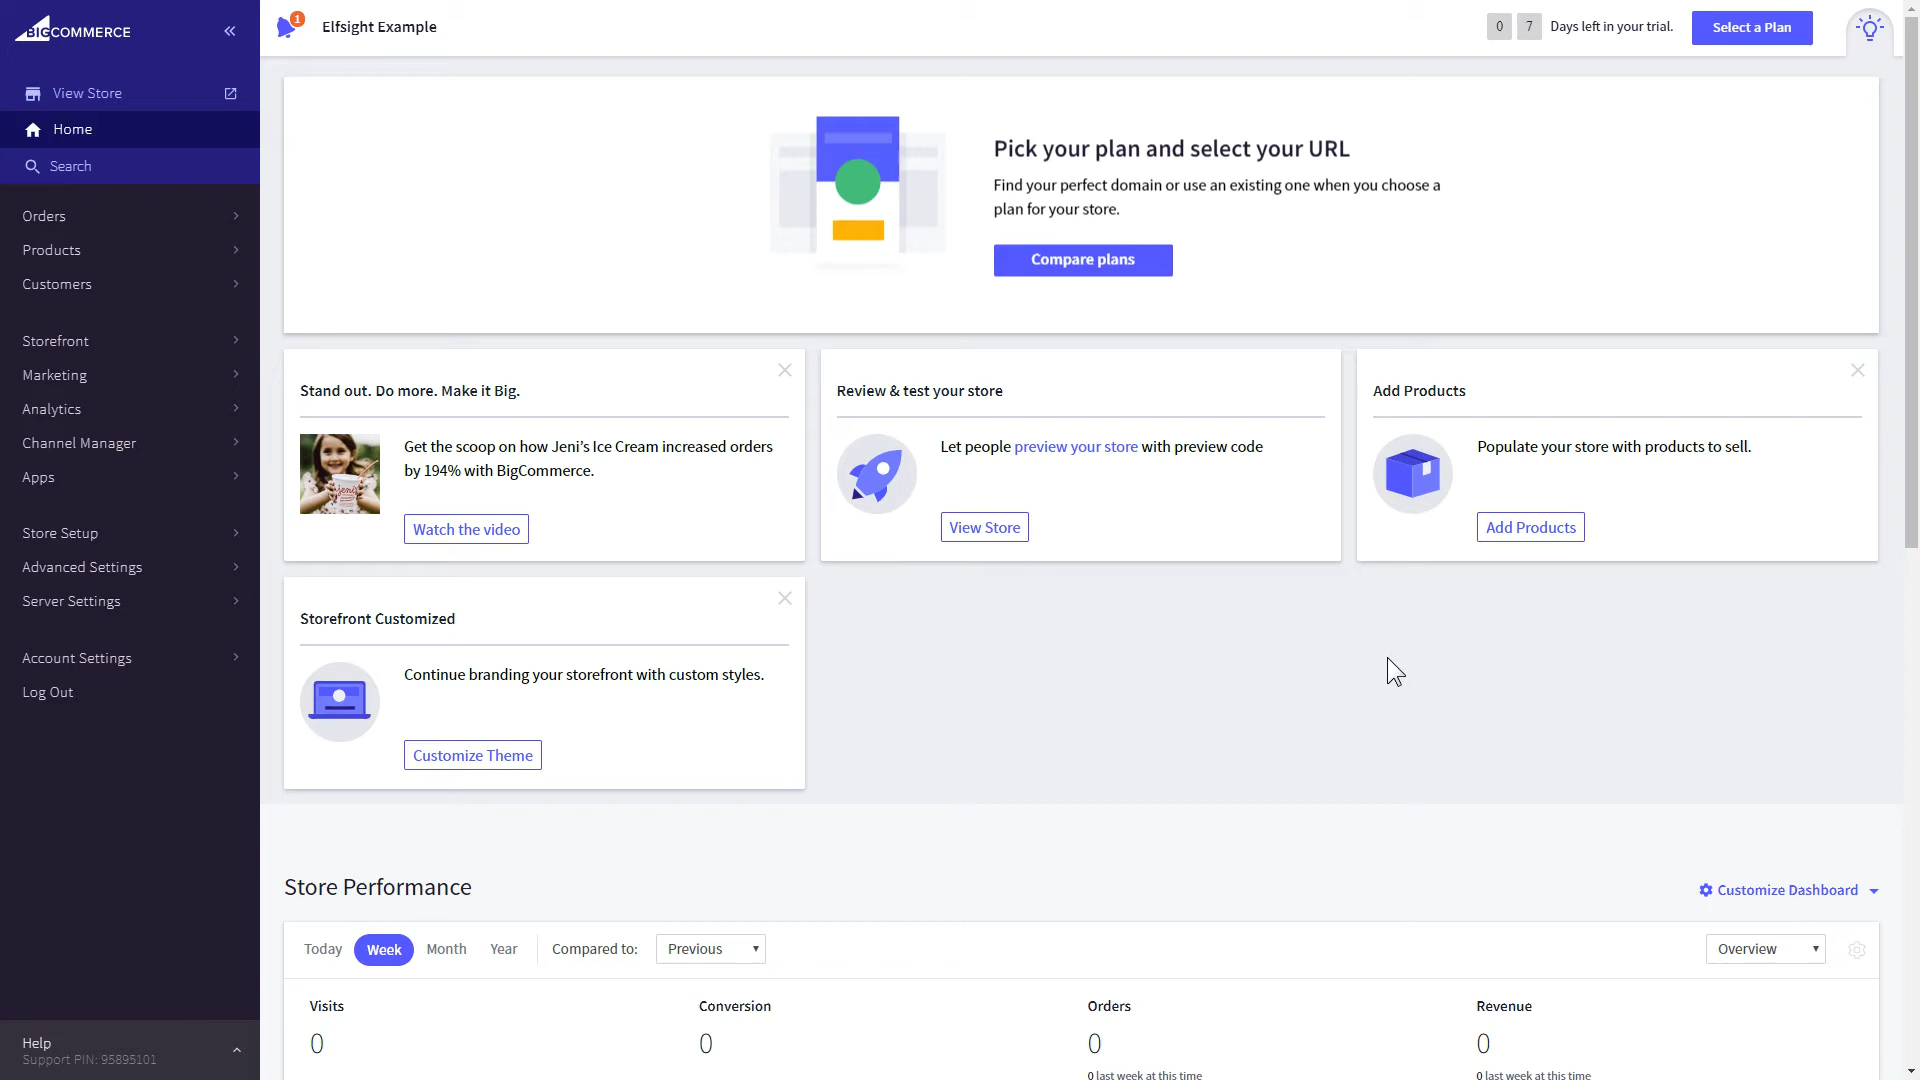 BIGCOMMERCE
View Store
Home
Search
Orders
Products
Customers
Storefront
Marketing
Analytics
Channel Manager
Apps
Store Setup
Advanced Settings
Server Settings
Account Settings
Log Out
Help
Support PIN: 95895101
1
Elfsight Example
0 7 Days left in your trial.
Select a Plan
Pick your plan and select your URL
Find your perfect domain or use an existing one when you choose a
plan for your store.
Compare plans
Stand out. Do more. Make it Big.
Get the scoop on how Jeni’s Ice Cream increased orders
by 194% with BigCommerce.
jeni's
Watch the video
Review & test your store
Let people preview your store with preview code
View Store
Add Products
Populate your store with products to sell.
Add Products
Storefront Customized
Continue branding your storefront with custom styles.
Customize Theme
Store Performance
Customize Dashboard
Today Week Month Year Compared to: Previous
Overview
Visits
0
Conversion
0
Orders
0
0 last week at this time
Revenue
0
0 last week at this time